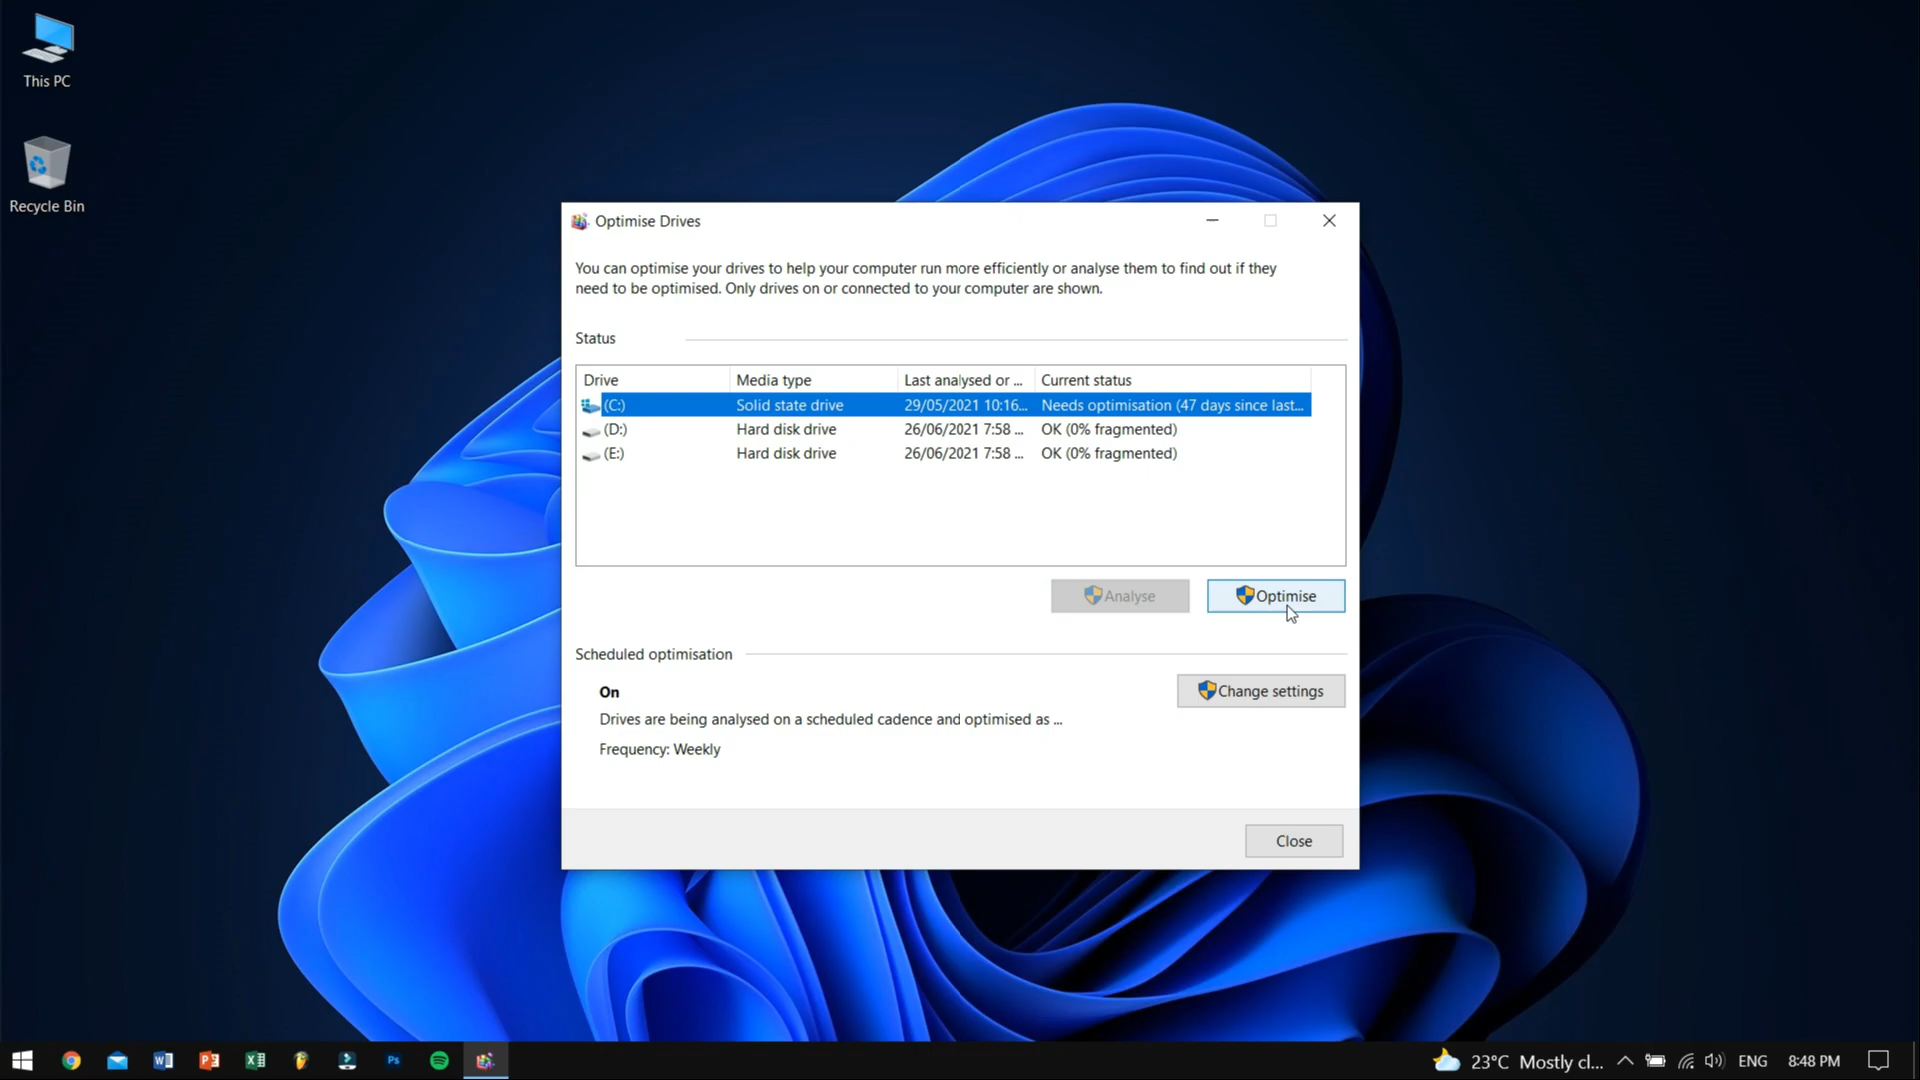 This PC
Recycle Bin
Optimise Drives
You can optimise your drives to help your computer run more efficiently or analyse them to find out if they
need to be optimised. Only drives on or connected to your computer are shown.
Status
Drive Media type Last analysed or ... Current status
(C:) Solid state drive 29/05/2021 10:16... Needs optimisation (47 days since last...
(D:) Hard disk drive 26/06/2021 7:58 ... OK (0% fragmented)
(E:) Hard disk drive 26/06/2021 7:58 ... OK (0% fragmented)
Analyse Optimise
Scheduled optimisation
On
Change settings
Drives are being analysed on a scheduled cadence and optimised as ...
Frequency: Weekly
Close
Ps 23°C Mostly cl... ENG 8:48 PM